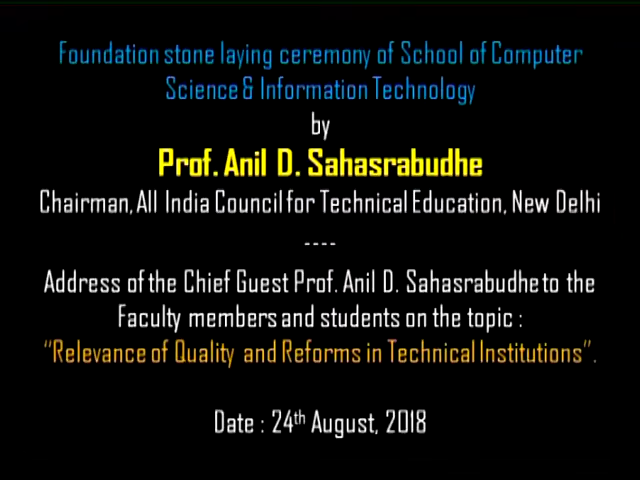 Foundation stone laying ceremony of School of Computer
Science & Information Technology
by
Prof. Anil D. Sahasrabudhe
Chairman, All India Council for Technical Education, New Delhi
----
Address of the Chief Guest Prof. Anil D. Sahasrabudhe to the
Faculty members and students on the topic :
“Relevance of Quality and Reforms in Technical Institutions”.
Date : 24th August, 2018